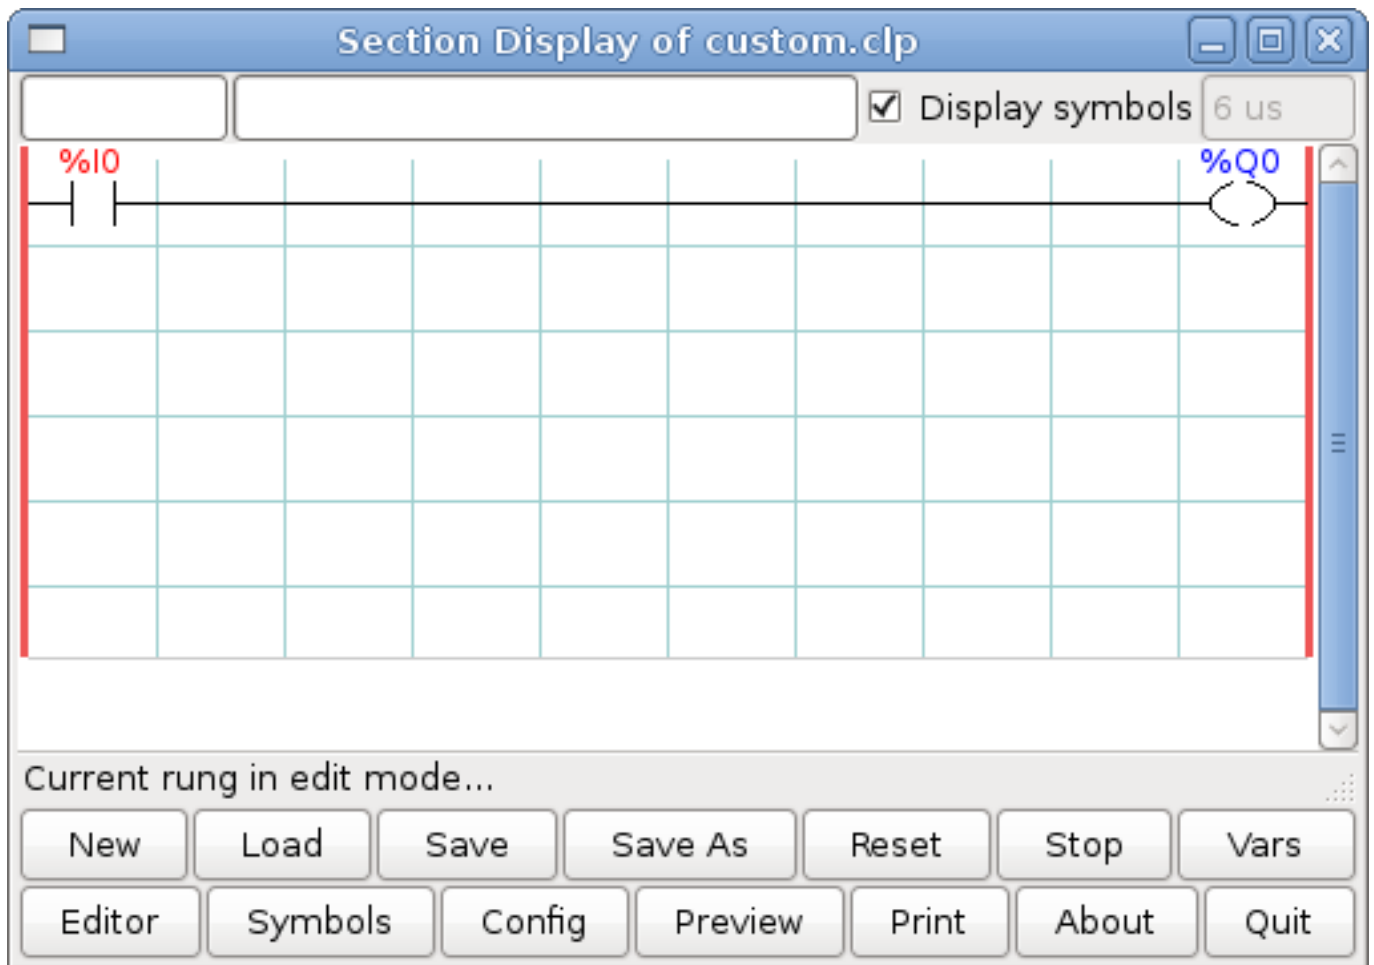 Section Display of custom.clp
Display symbols 6 us
%I0 %Q0
Current rung in edit mode...
New Load Save Save As Reset Stop Vars
Editor Symbols Config Preview Print About Quit